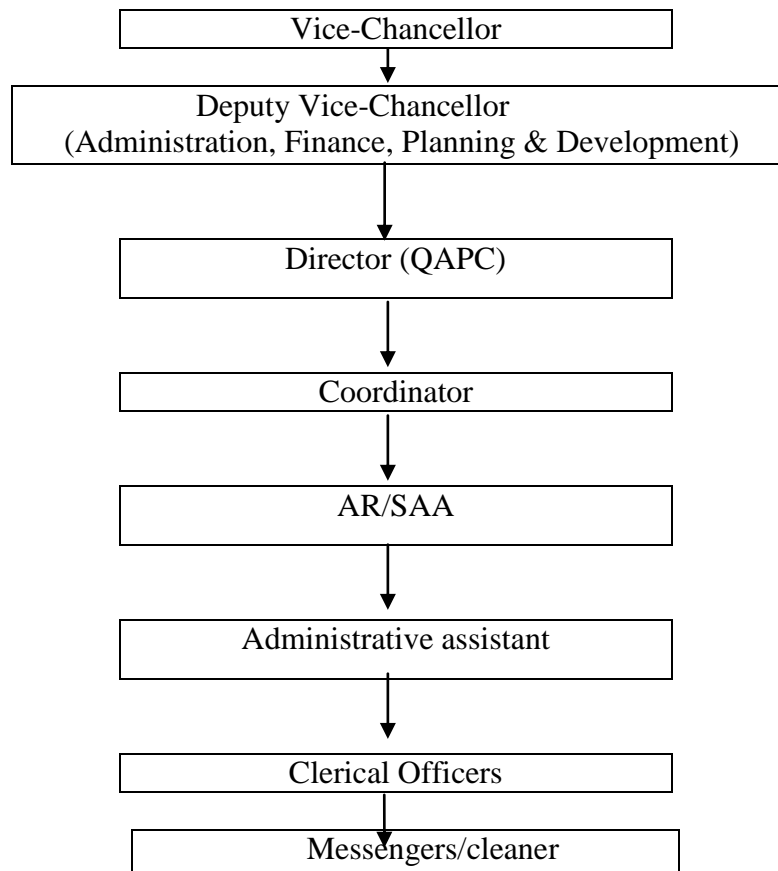 Vice-Chancellor
Deputy Vice-Chancellor
(Administration, Finance, Planning & Development)
Director (QAPC)
Coordinator
AR/SAA
Administrative assistant
Clerical Officers
Messengers/cleaner